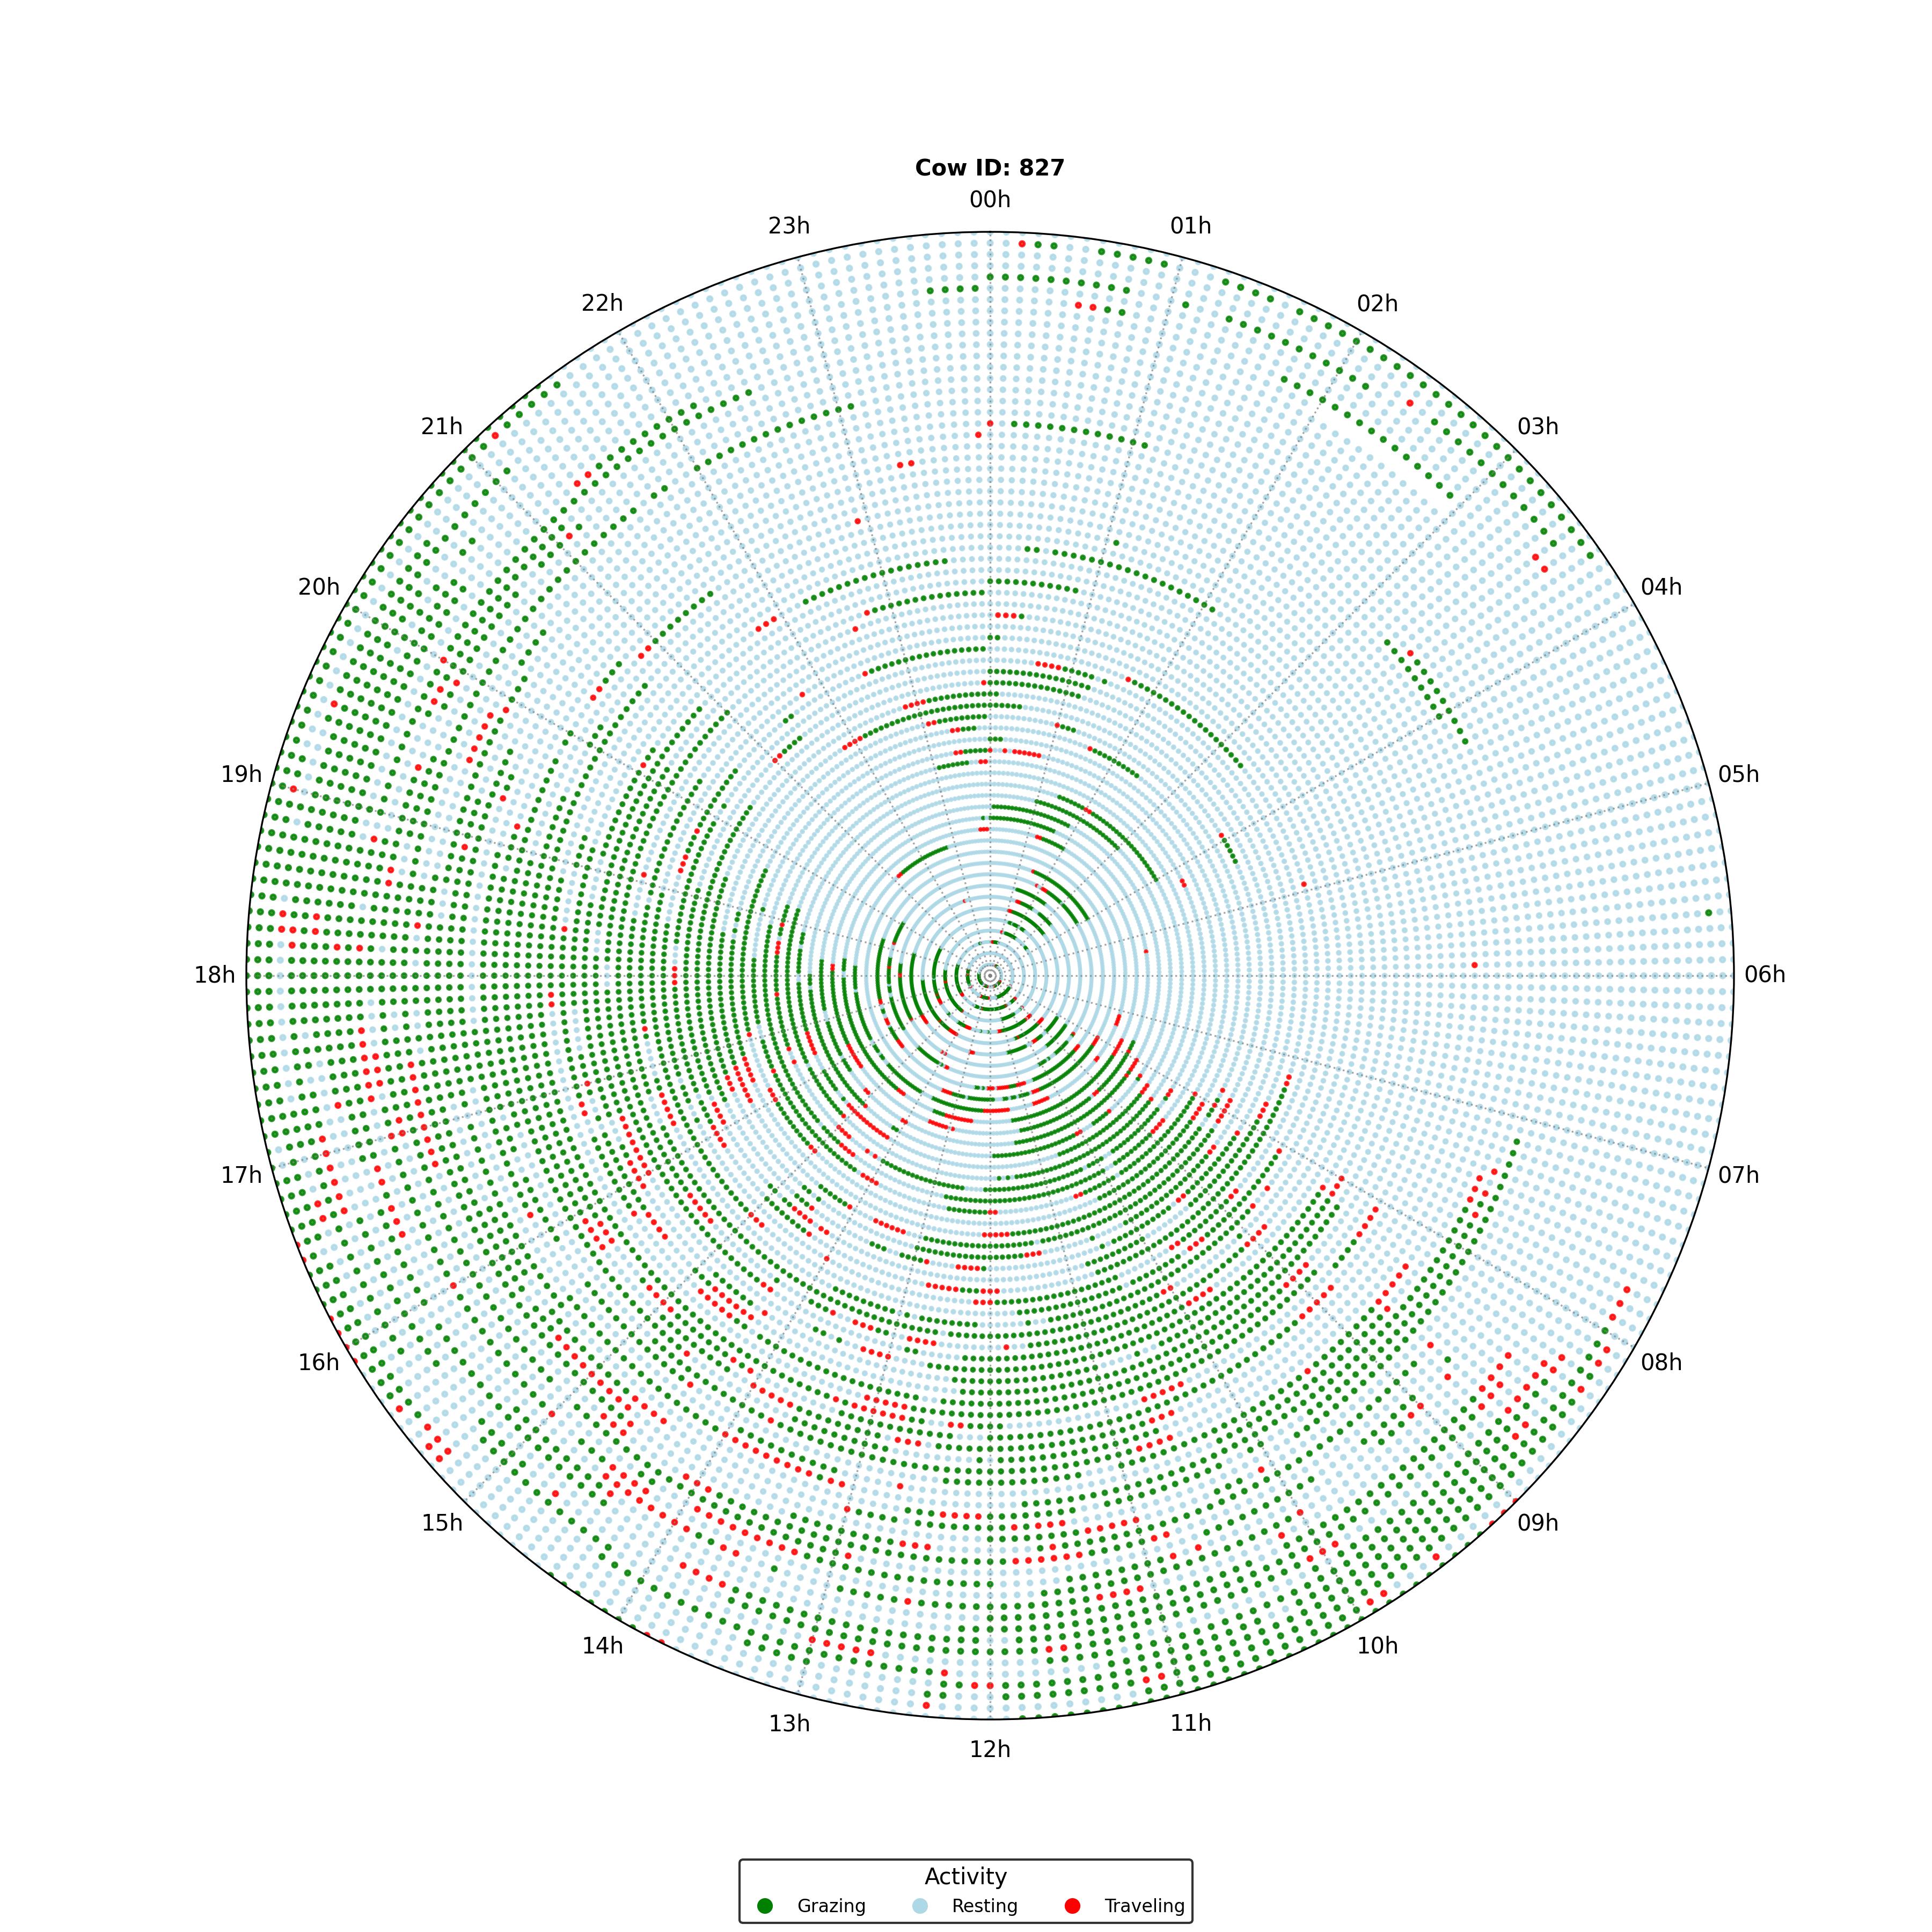 Cow ID: 827
00h
23h
01h
22h
02h
21h
03h
20h
04h
19h
05h
18h
06h
17h
07h
16h
08h
15h
09h
14h
10h
13h
11h
12h
Activity
Grazing Resting Traveling